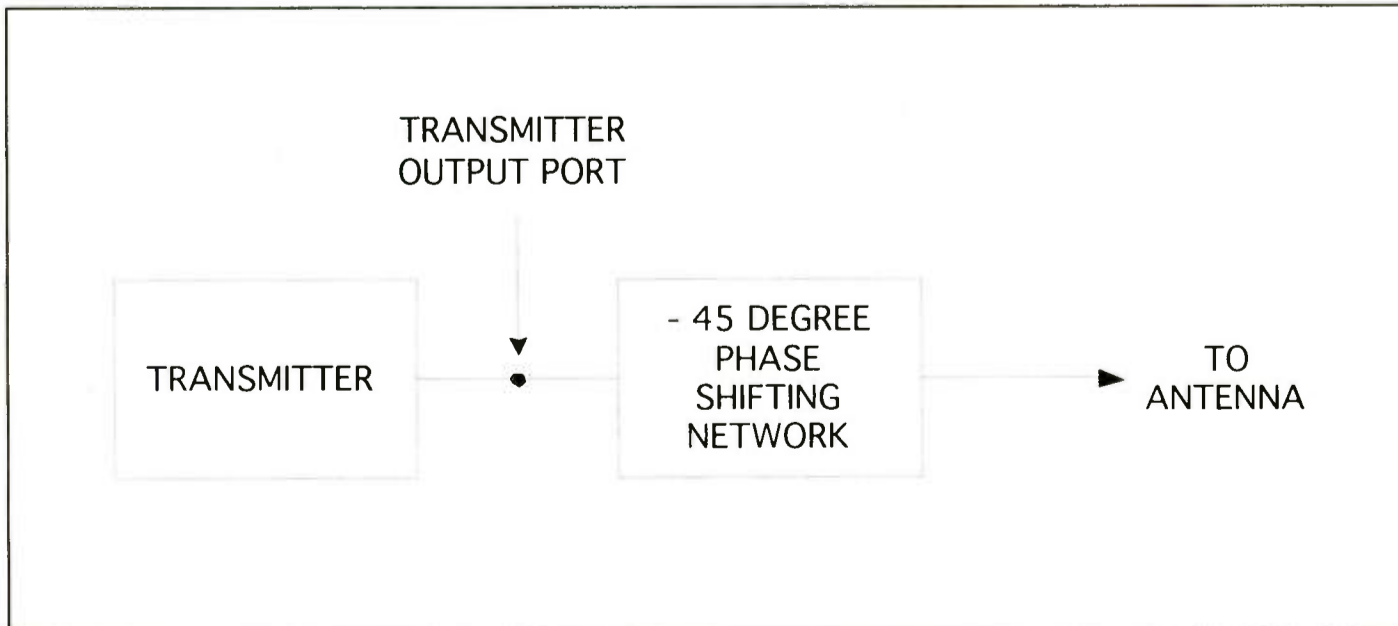 TRANSMITTER
OUTPUT PORT
TRANSMITTER
- 45 DEGREE
PHASE
SHIFTING
NETWORK
TO
ANTENNA